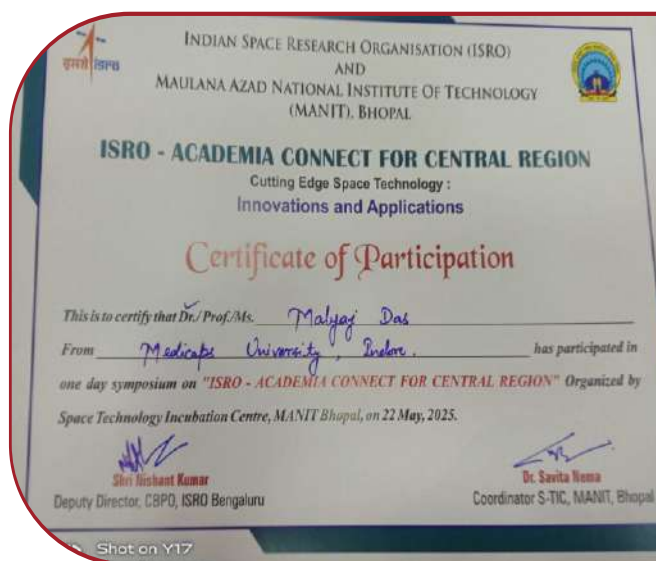 इसरो isro
INDIAN SPACE RESEARCH ORGANISATION (ISRO)
AND
MAULANA AZAD NATIONAL INSTITUTE OF TECHNOLOGY
(MANIT), BHOPAL
ISRO - ACADEMIA CONNECT FOR CENTRAL REGION
Cutting Edge Space Technology :
Innovations and Applications
Certificate of Participation
This is to certify that Dr./Prof./Ms. Malyaj Das
From Medicaps University, Indore. has participated in
one day symposium on "ISRO - ACADEMIA CONNECT FOR CENTRAL REGION" Organized by
Space Technology Incubation Centre, MANIT Bhopal, on 22 May, 2025.
Shri Nishant Kumar
Deputy Director, CBPO, ISRO Bengaluru
Dr. Savita Nema
Coordinator S-TIC, MANIT, Bhopal
Shot on Y17